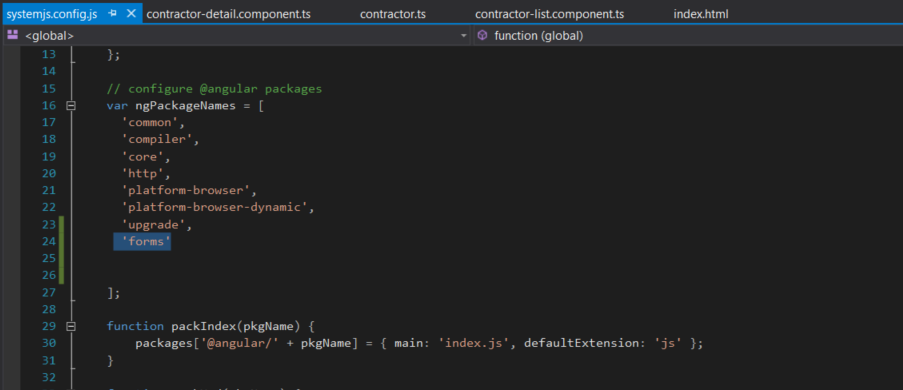 systemjs.config.js contractor-detail.component.ts contractor.ts contractor-list.component.ts index.html
<global> function (global)
13 };
14
15 // configure @angular packages
16 var ngPackageNames = [
17 'common',
18 'compiler',
19 'core',
20 'http',
21 'platform-browser',
22 'platform-browser-dynamic',
23 'upgrade',
24 'forms'
25
26
27 ];
28
29 function packIndex(pkgName) {
30 packages['@angular/' + pkgName] = { main: 'index.js', defaultExtension: 'js' };
31 }
32